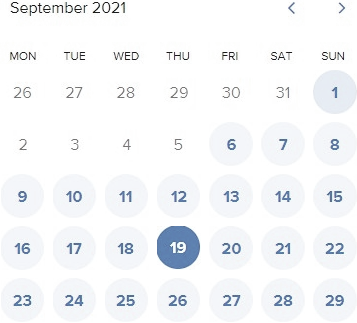 September 2021
MON TUE WED THU FRI SAT SUN
26 27 28 29 30 31 1
2 3 4 5 6 7 8
9 10 11 12 13 14 15
16 17 18 19 20 21 22
23 24 25 26 27 28 29